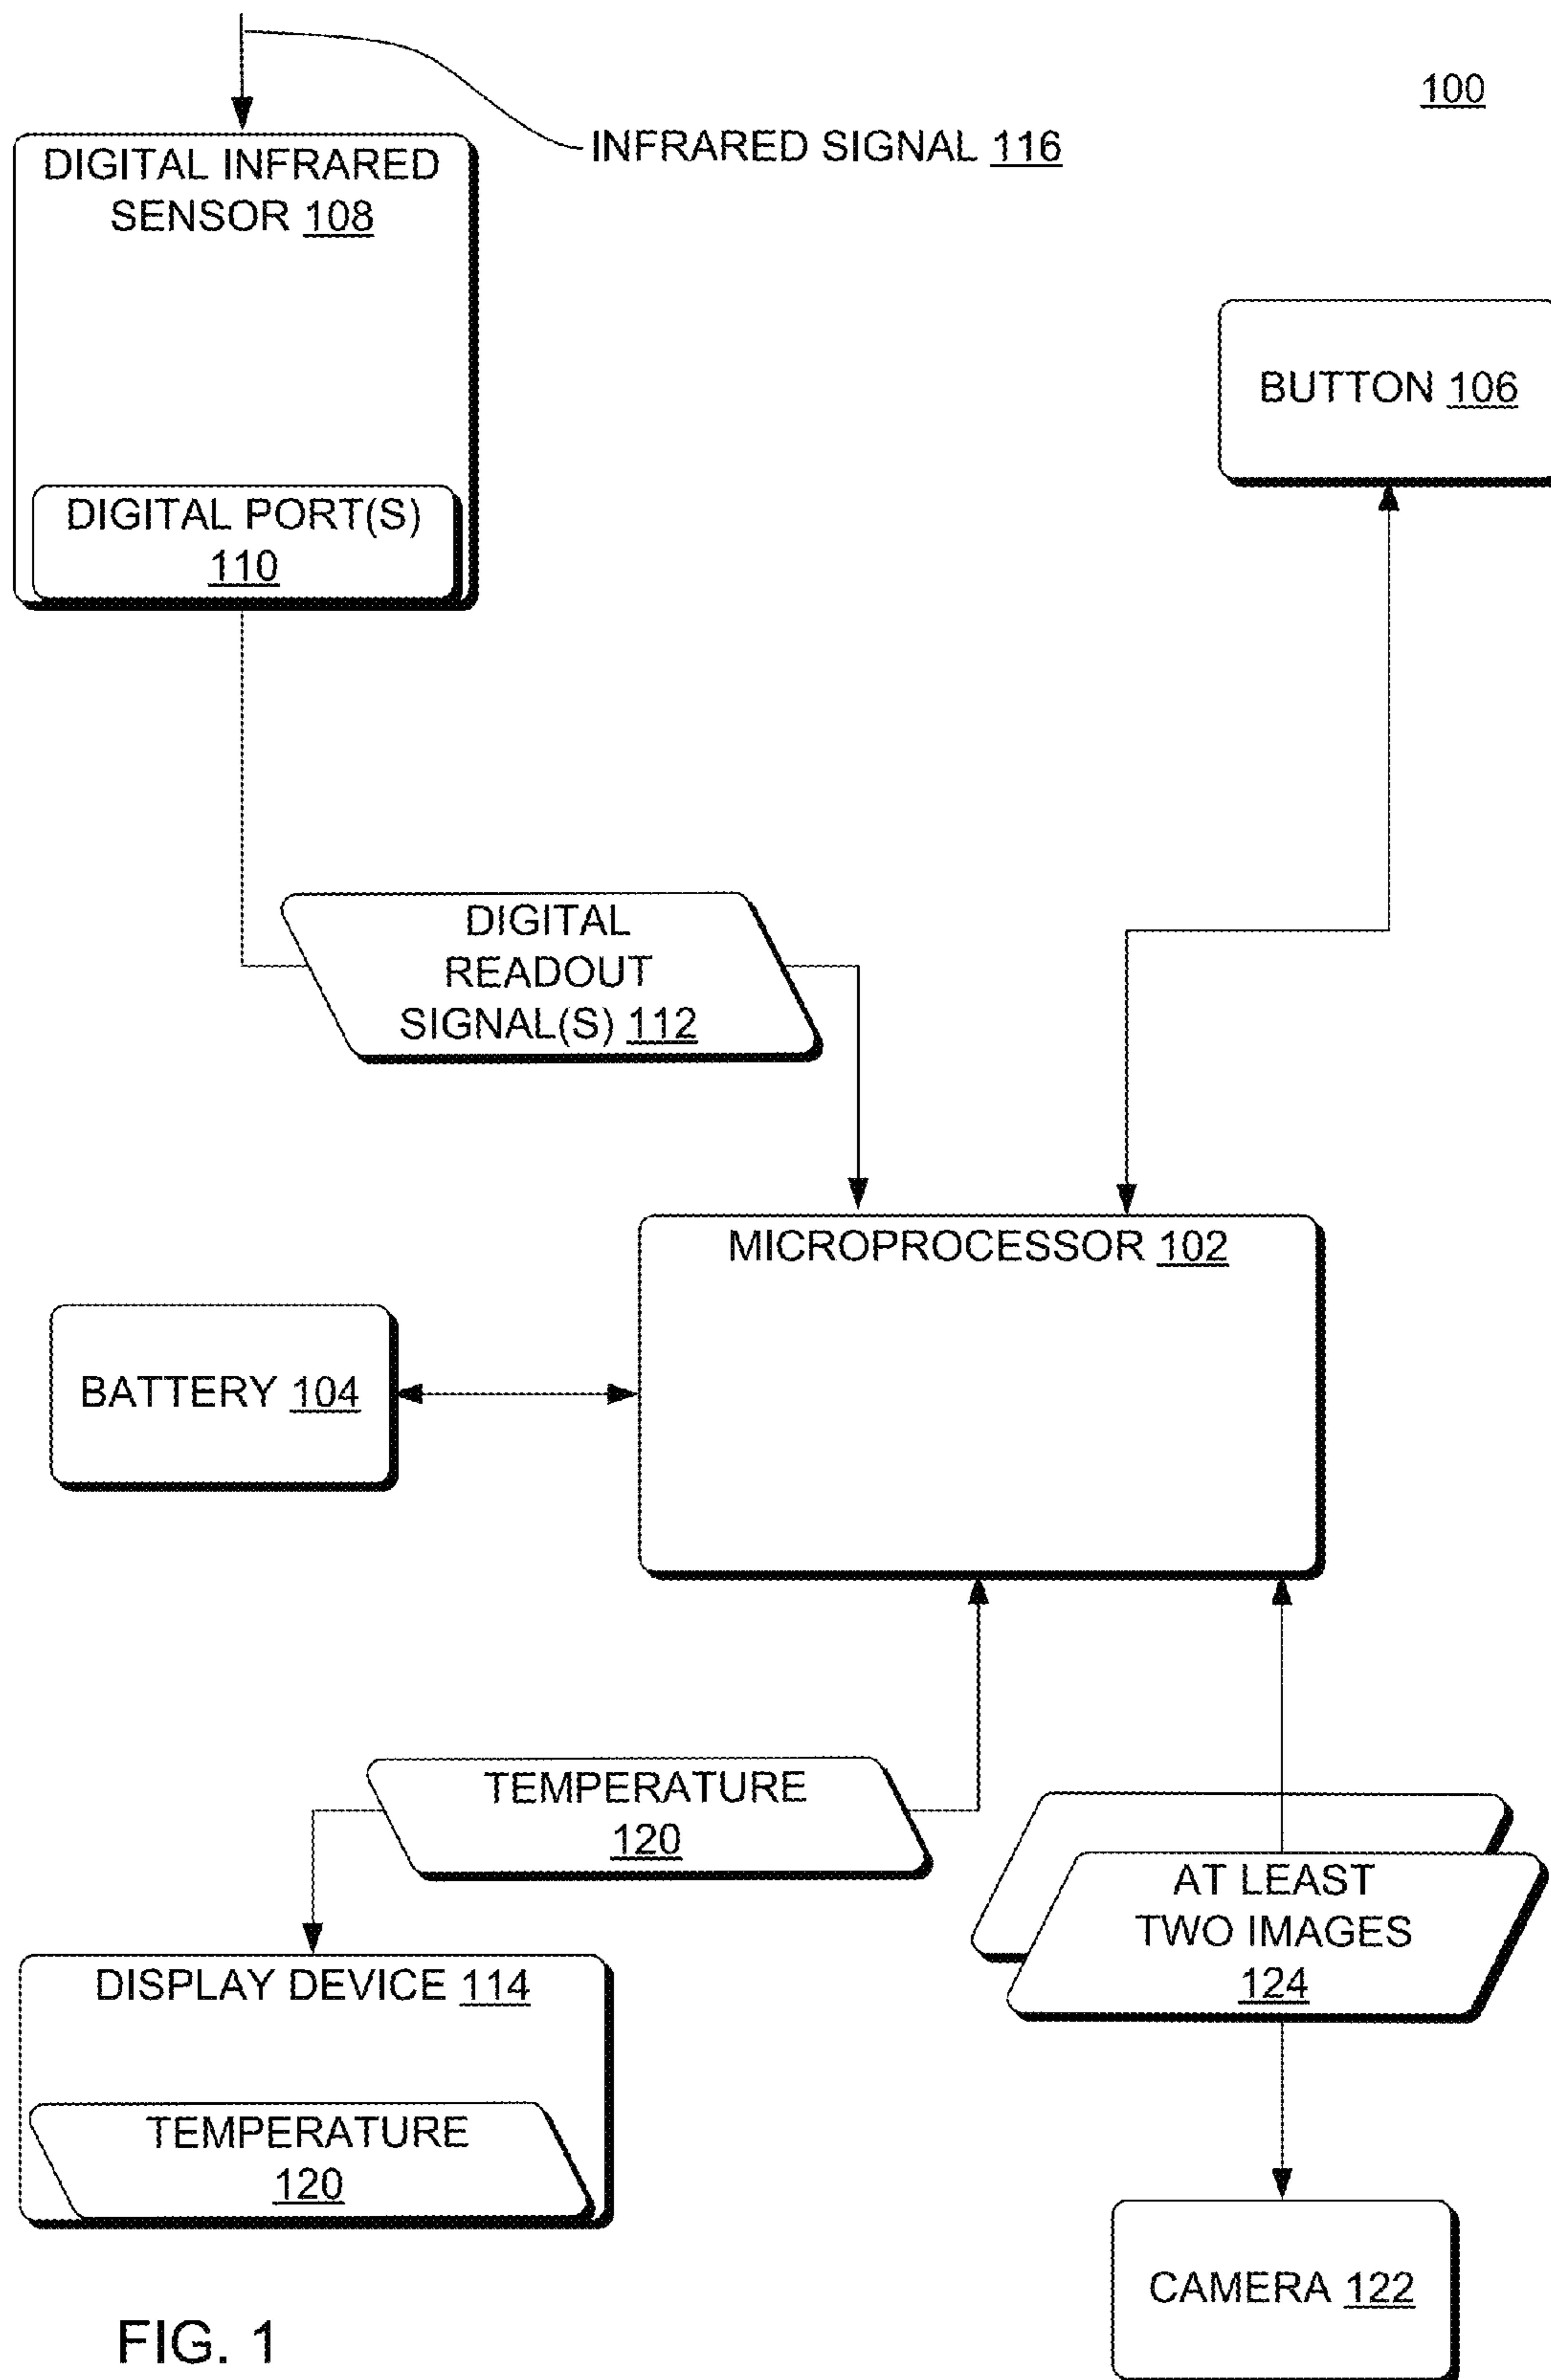 100
INFRARED SIGNAL 116
DIGITAL INFRARED
SENSOR 108
BUTTON 106
DIGITAL PORT(S)
110
DIGITAL
READOUT
SIGNAL(S) 112
MICROPROCESSOR 102
BATTERY 104
TEMPERATURE
120
AT LEAST
TWO IMAGES
124
DISPLAY DEVICE 114
TEMPERATURE
120
CAMERA 122
FIG. 1